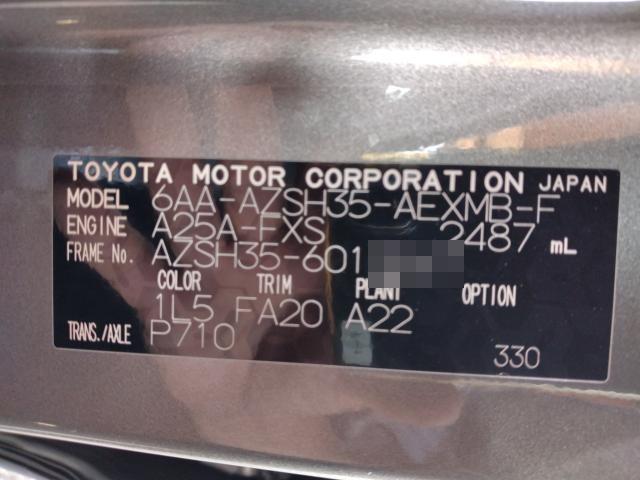 TOYOTA MOTOR CORPORATION JAPAN
MODEL 6AA-AZSH35-AEXMB-F
ENGINE A25A-FXS 2487 mL
FRAME No. AZSH35-601
COLOR TRIM PLANT OPTION
1L5 FA20 A22
TRANS./AXLE P710
330